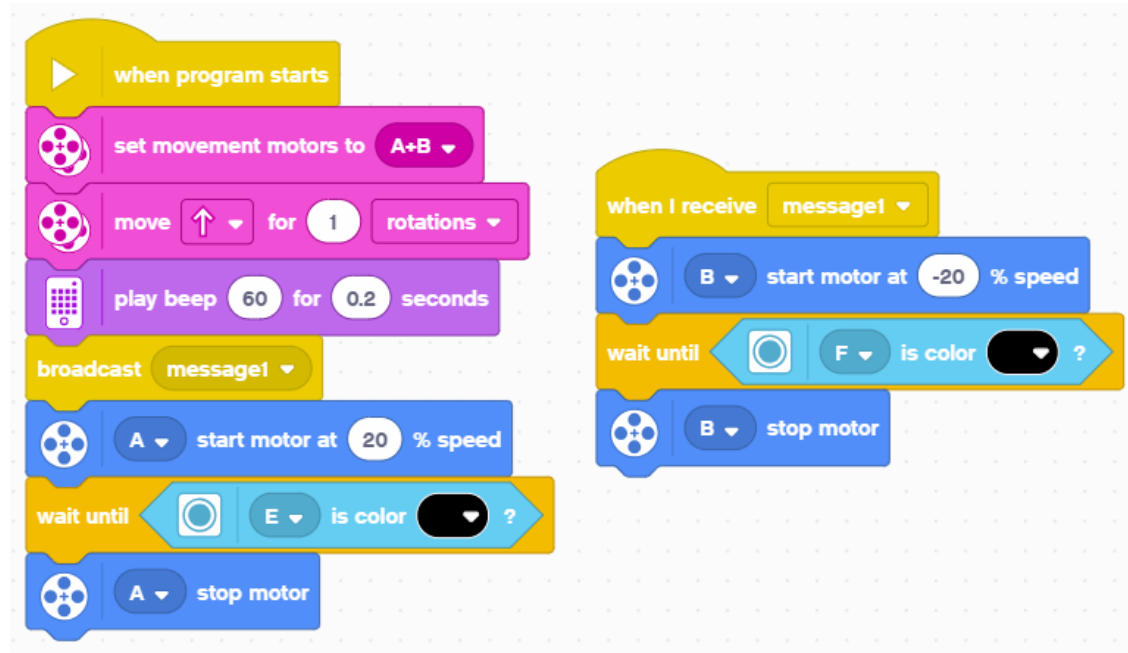 when program starts
set movement motors to A+B
move for 1 rotations
play beep 60 for 0.2 seconds
broadcast message1
A start motor at 20 % speed
wait until E is color ?
A stop motor
when I receive message1
B start motor at -20 % speed
wait until F is color ?
B stop motor